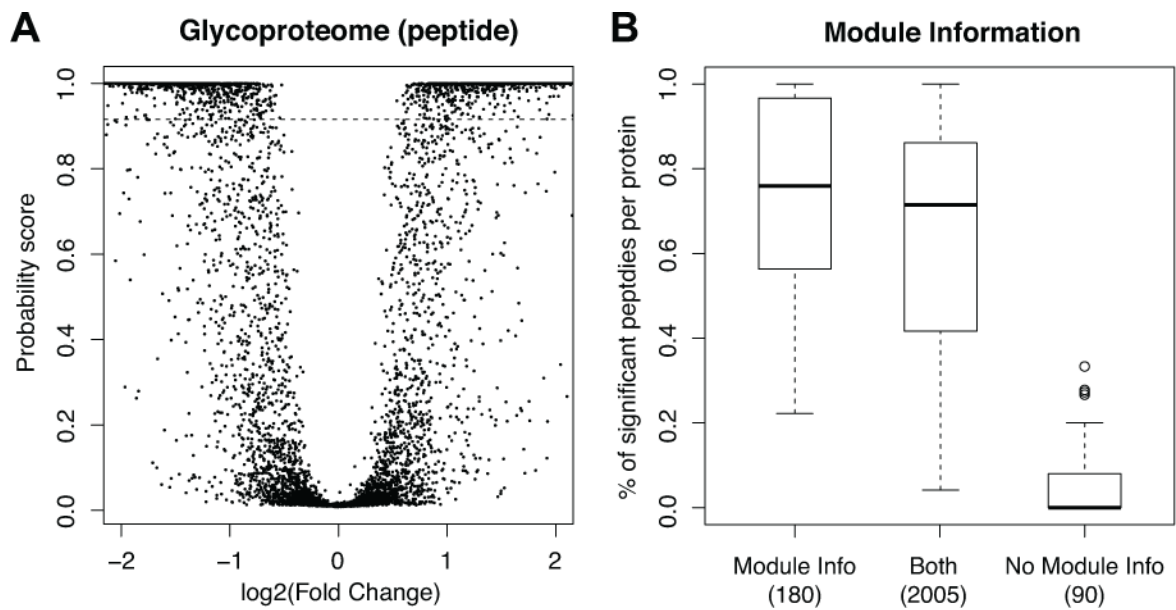 A
Glycoproteome (peptide)
Probability score
1.0
0.8
0.6
0.4
0.2
0.0
−2
−1
0
1
2
log2(Fold Change)
B
Module Information
% of significant peptdies per protein
1.0
0.8
0.6
0.4
0.2
0.0
Module Info
(180)
Both
(2005)
No Module Info
(90)